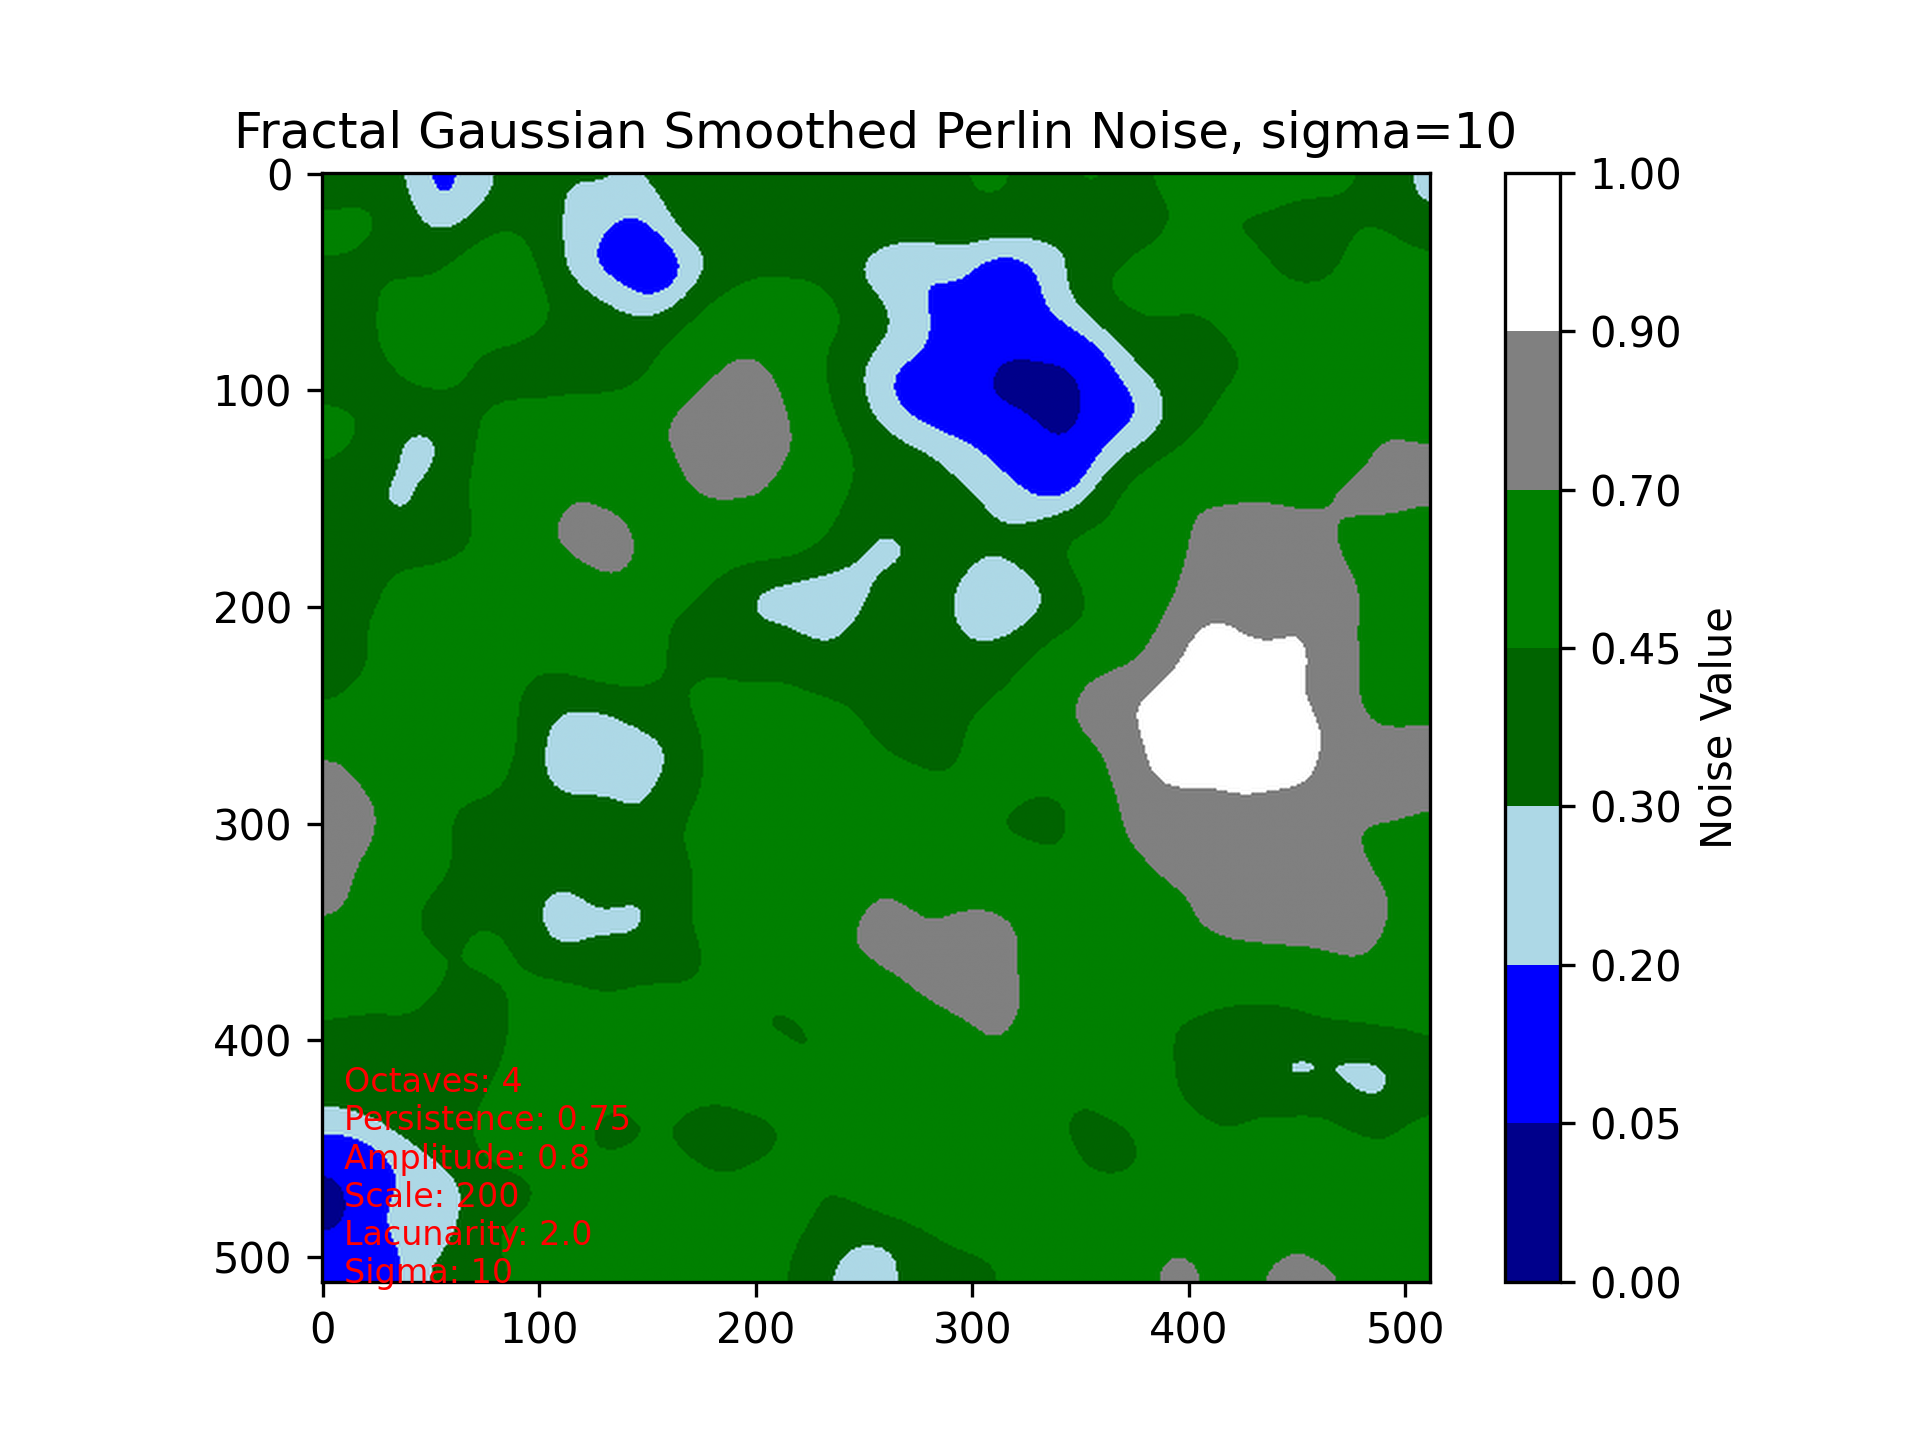 Fractal Gaussian Smoothed Perlin Noise, sigma=10
0
100
200
300
400
500
Octaves: 4
Persistence: 0.75
Amplitude: 0.8
Scale: 200
Lacunarity: 2.0
Sigma: 10
0 100 200 300 400 500
1.00
0.90
0.70
0.45
0.30
0.20
0.05
0.00
Noise Value